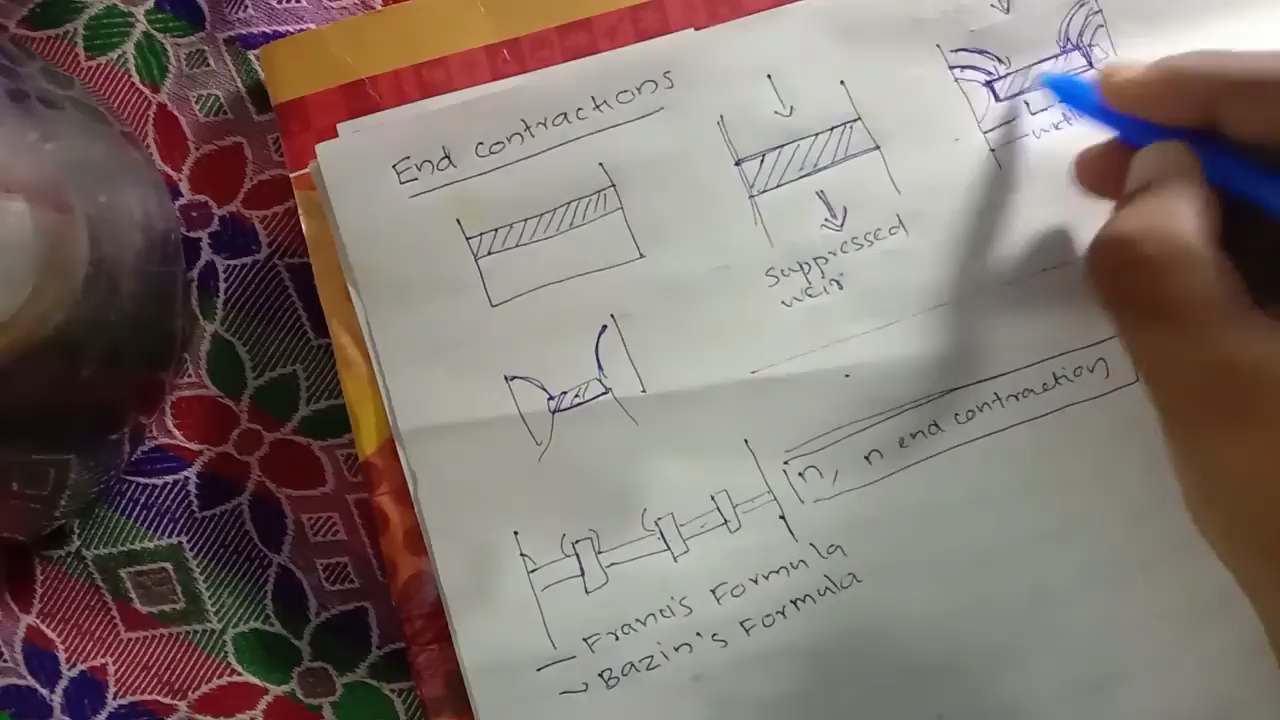 End contractions
L
suppressed
weir
n, n end contraction
Francis Formula
Bazin's Formula